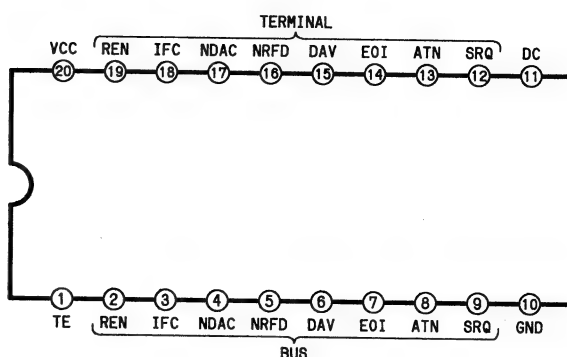 TERMINAL
VCC REN IFC NDAC NRFD DAV EOI ATN SRQ DC
20 19 18 17 16 15 14 13 12 11
1 2 3 4 5 6 7 8 9 10
TE REN IFC NDAC NRFD DAV EOI ATN SRQ GND
BUS